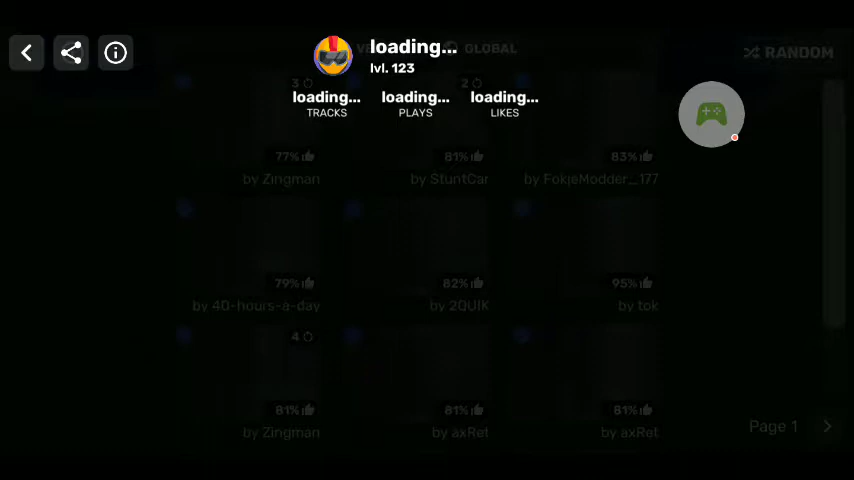 loading...
lvl. 123
GLOBAL
RANDOM
3
2
loading... loading... loading...
TRACKS PLAYS LIKES
77% 81% 83%
by Zingman by StuntCar by FokjeModder_177
79% 82% 95%
by 40-hours-a-day by 2QUIK by tok
4
81% 81% 81%
by Zingman by axRet by axRet
Page 1